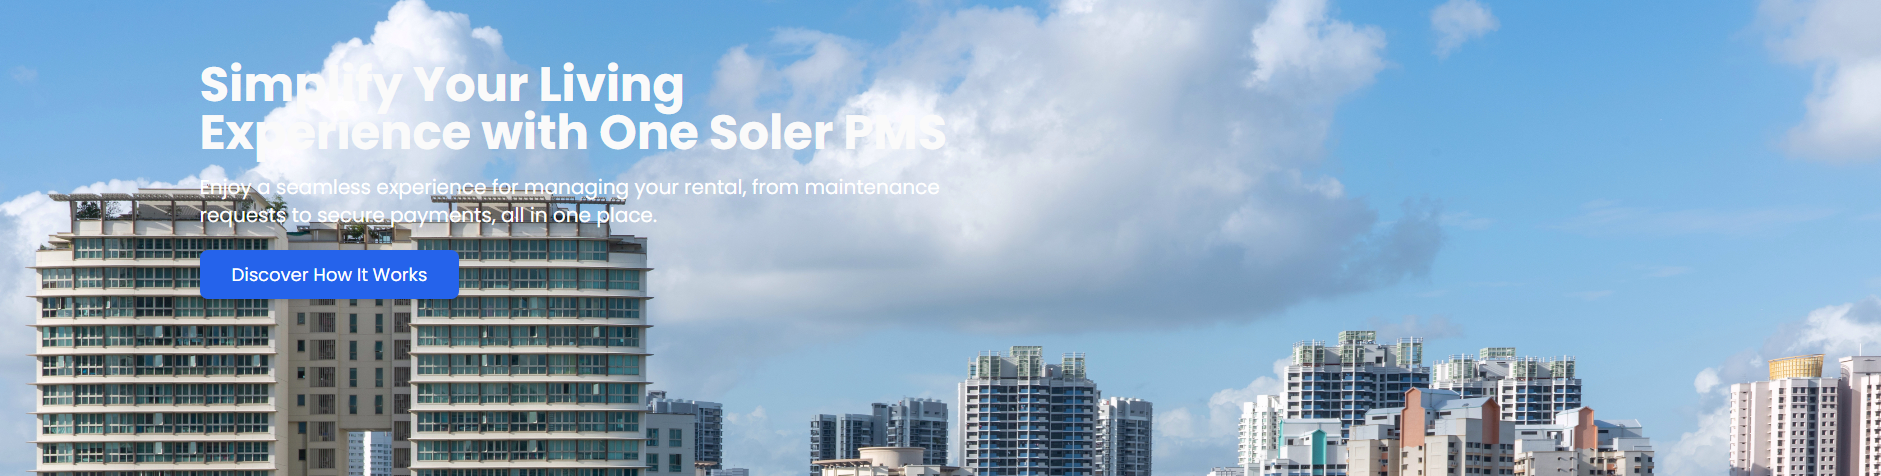 Simplify Your Living
Experience with One Soler PMS
Enjoy a seamless experience for managing your rental, from maintenance
requests to secure payments, all in one place.
Discover How It Works